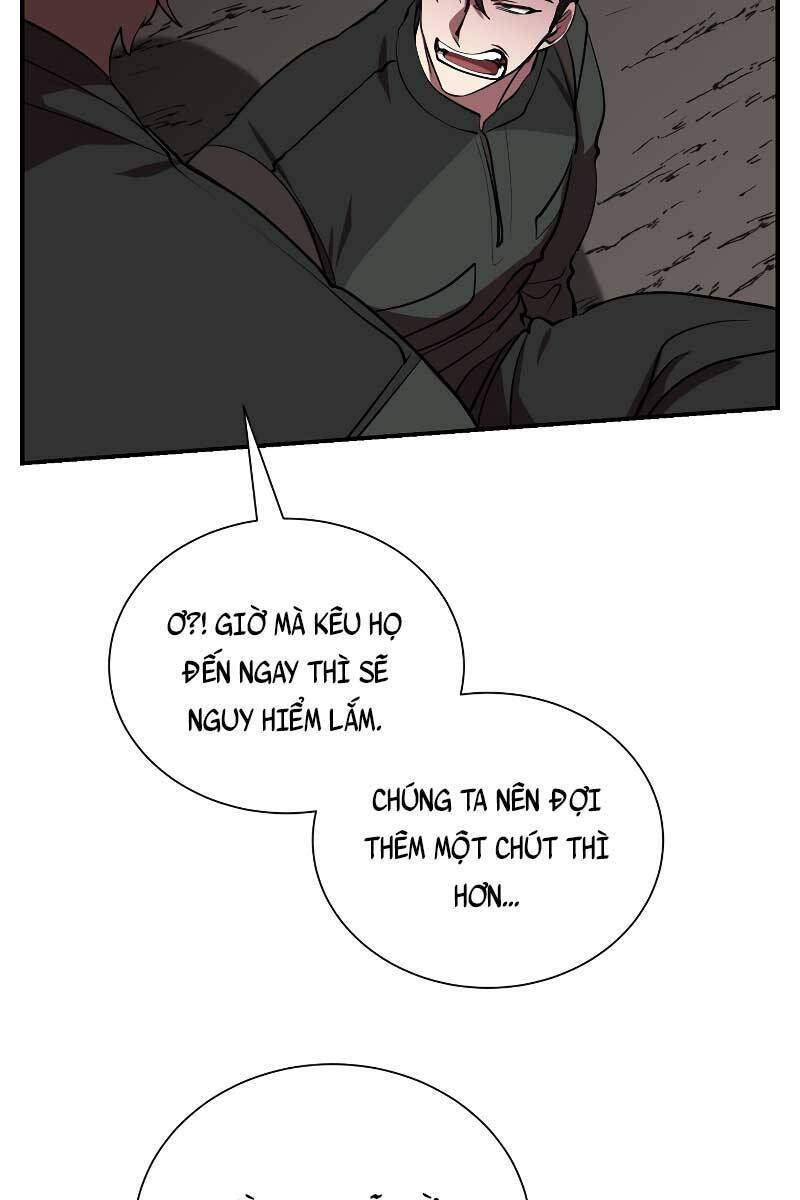 Ơ?! GIỜ MÀ KÊU HỌ
ĐẾN NGAY THÌ SẼ
NGUY HIỂM LẮM.
CHÚNG TA NÊN ĐỢI
THÊM MỘT CHÚT THÌ
HƠN...